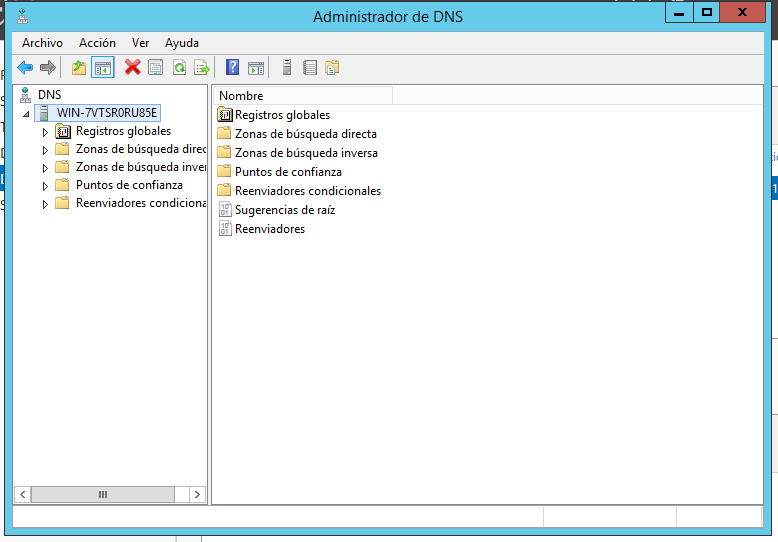 Administrador de DNS
Archivo Acción Ver Ayuda
DNS
WIN-7VTSR0RU85E
Registros globales
Zonas de búsqueda direc
Zonas de búsqueda inver
Puntos de confianza
Reenviadores condiciona
Nombre
Registros globales
Zonas de búsqueda directa
Zonas de búsqueda inversa
Puntos de confianza
Reenviadores condicionales
Sugerencias de raíz
Reenviadores